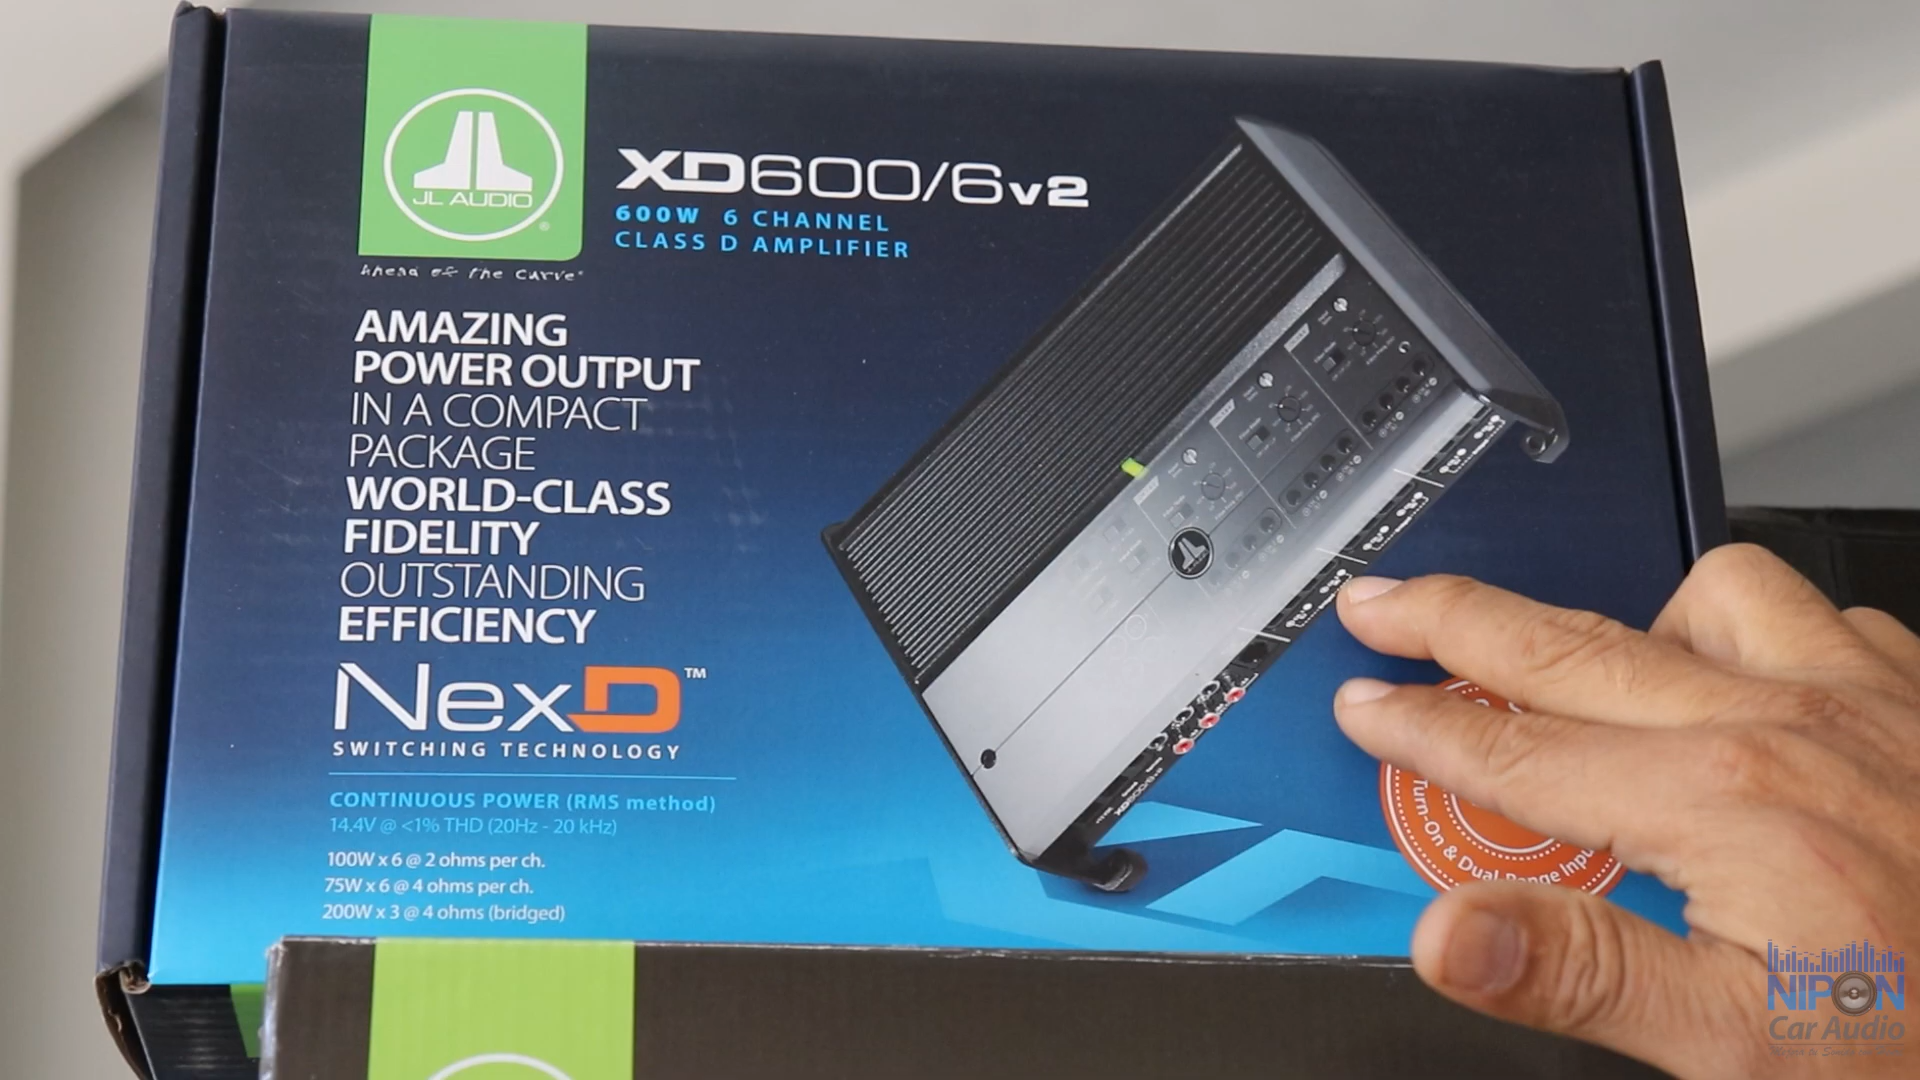 JL AUDIO
®
Ahead of the Curve®
XD600/6v2
600W 6 CHANNEL
CLASS D AMPLIFIER
AMAZING
POWER OUTPUT
IN A COMPACT
PACKAGE
WORLD-CLASS
FIDELITY
OUTSTANDING
EFFICIENCY
NexD™
SWITCHING TECHNOLOGY
CONTINUOUS POWER (RMS method)
14.4V @ <1% THD (20Hz - 20 kHz)
100W x 6 @ 2 ohms per ch.
75W x 6 @ 4 ohms per ch.
200W x 3 @ 4 ohms (bridged)
XD600/6v2
Turn-On & Dual Range Inpu
NIPON
Car Audio